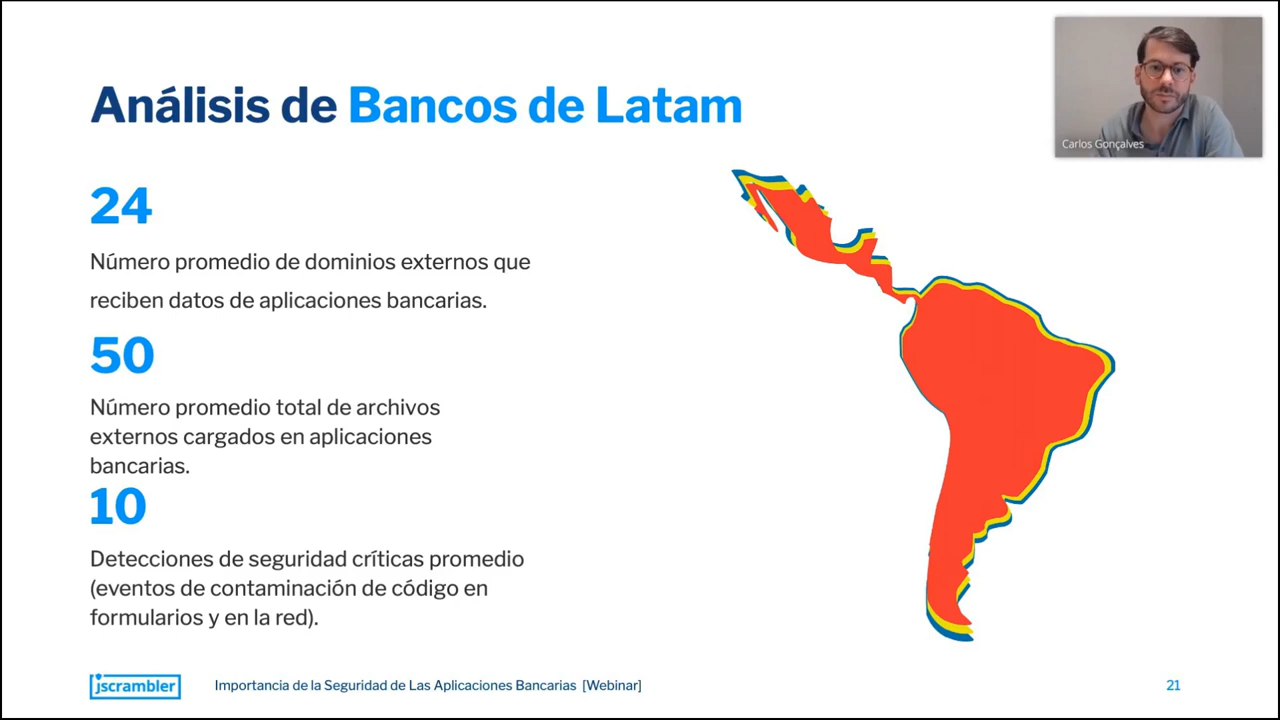 Análisis de Bancos de Latam
Carlos Gonçalves
24
Número promedio de dominios externos que
reciben datos de aplicaciones bancarias.
50
Número promedio total de archivos
externos cargados en aplicaciones
bancarias.
10
Detecciones de seguridad críticas promedio
(eventos de contaminación de código en
formularios y en la red).
jscrambler
Importancia de la Seguridad de Las Aplicaciones Bancarias [Webinar]
21